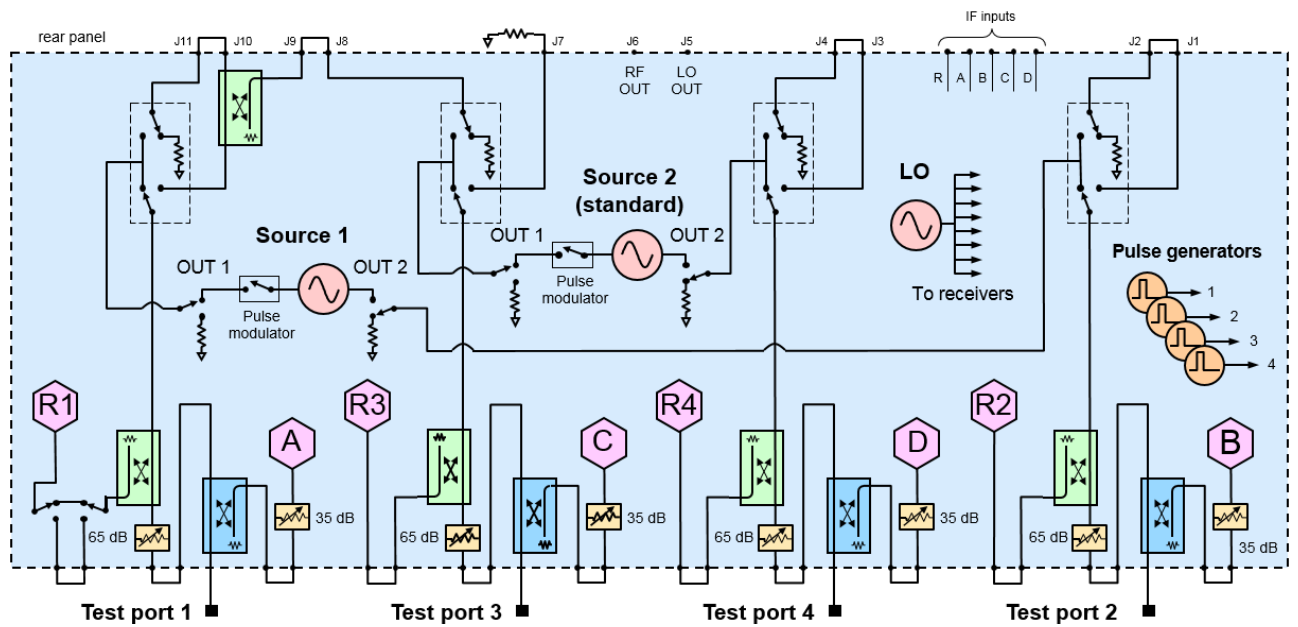 rear panel
J11
J10
J9
J8
J7
J6
J5
J4
J3
IF inputs
J2
J1
RF
OUT
LO
OUT
R
A
B
C
D
Source 1
OUT 1
OUT 2
Pulse
modulator
Source 2
(standard)
OUT 1
OUT 2
Pulse
modulator
LO
To receivers
Pulse generators
1
2
3
4
R1
A
R3
C
R4
D
R2
B
65 dB
35 dB
65 dB
35 dB
65 dB
35 dB
65 dB
35 dB
Test port 1
Test port 3
Test port 4
Test port 2